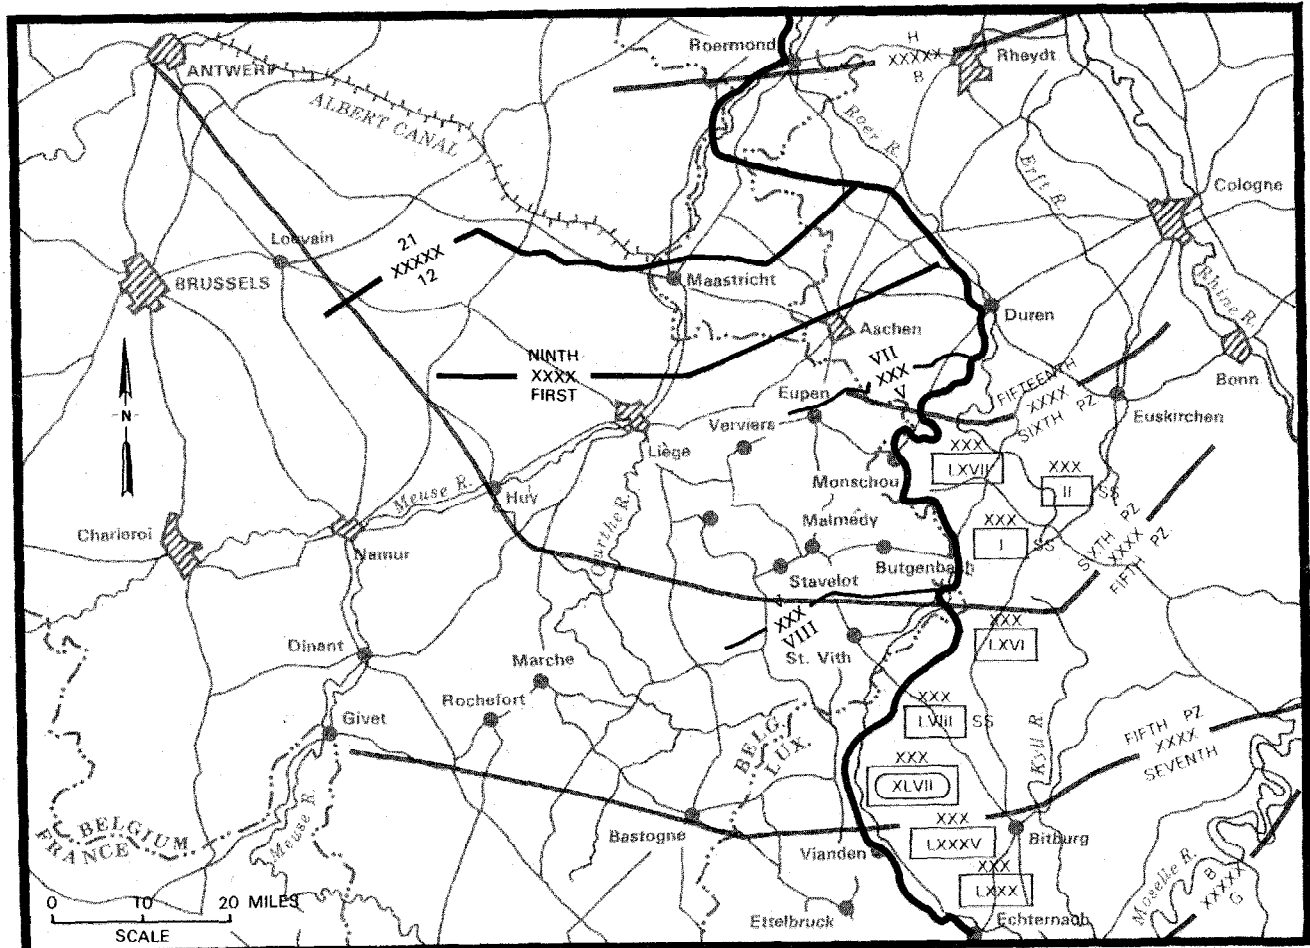 Roermond
H
XXXXX
B
Rheydt
ANTWERP
ALBERT CANAL
Roer R.
Erft R.
Cologne
Louvain
21
XXXXX
12
BRUSSELS
Maastricht
Rhine R.
Aachen
Duren
NINTH
XXXX
FIRST
VII
XXX
V
Bonn
N
Eupen
FIFTEENTH
XXXX
SIXTH PZ
Euskirchen
Verviers
Liège
XXX
LXVII
Monschou
XXX
II SS
Meuse R.
Huy
Ourthe R.
Malmédy
XXX
I SS
Charleroi
Namur
Stavelot
Butgenbach
SIXTH PZ
XXXX
FIFTH PZ
V
XXX
VIII
XXX
LXVI
St. Vith
Dinant
Marche
Rochefort
XXX
LVIII SS
Givet
BELG.
LUX.
Kyll R.
FIFTH PZ
XXXX
SEVENTH
XXX
XLVII
BELGIUM
FRANCE
Meuse R.
Bastogne
Vianden
XXX
LXXXV
Bitburg
XXX
LXXX
Moselle R.
B
XXXXX
G
0 10 20 MILES
SCALE
Ettelbruck
Echternach